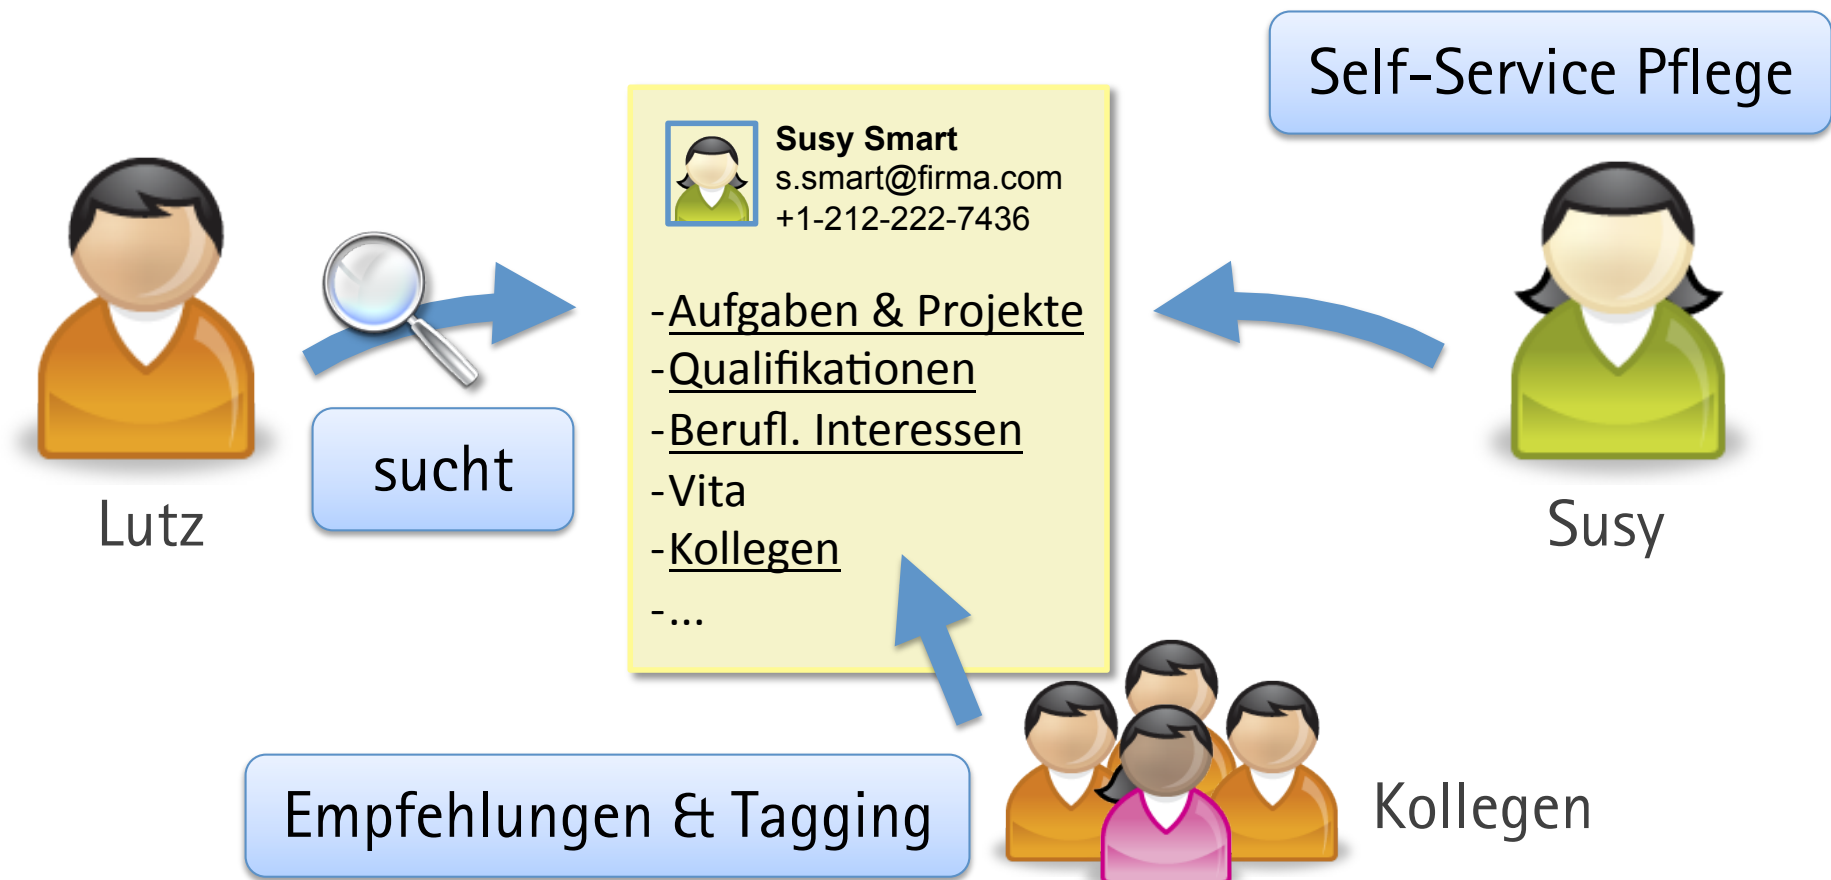 Self-Service Pflege
Susy Smart
s.smart@firma.com
+1-212-222-7436
-Aufgaben & Projekte
-Qualifikationen
-Berufl. Interessen
-Vita
-Kollegen
-...
sucht
Lutz
Susy
Empfehlungen & Tagging
Kollegen